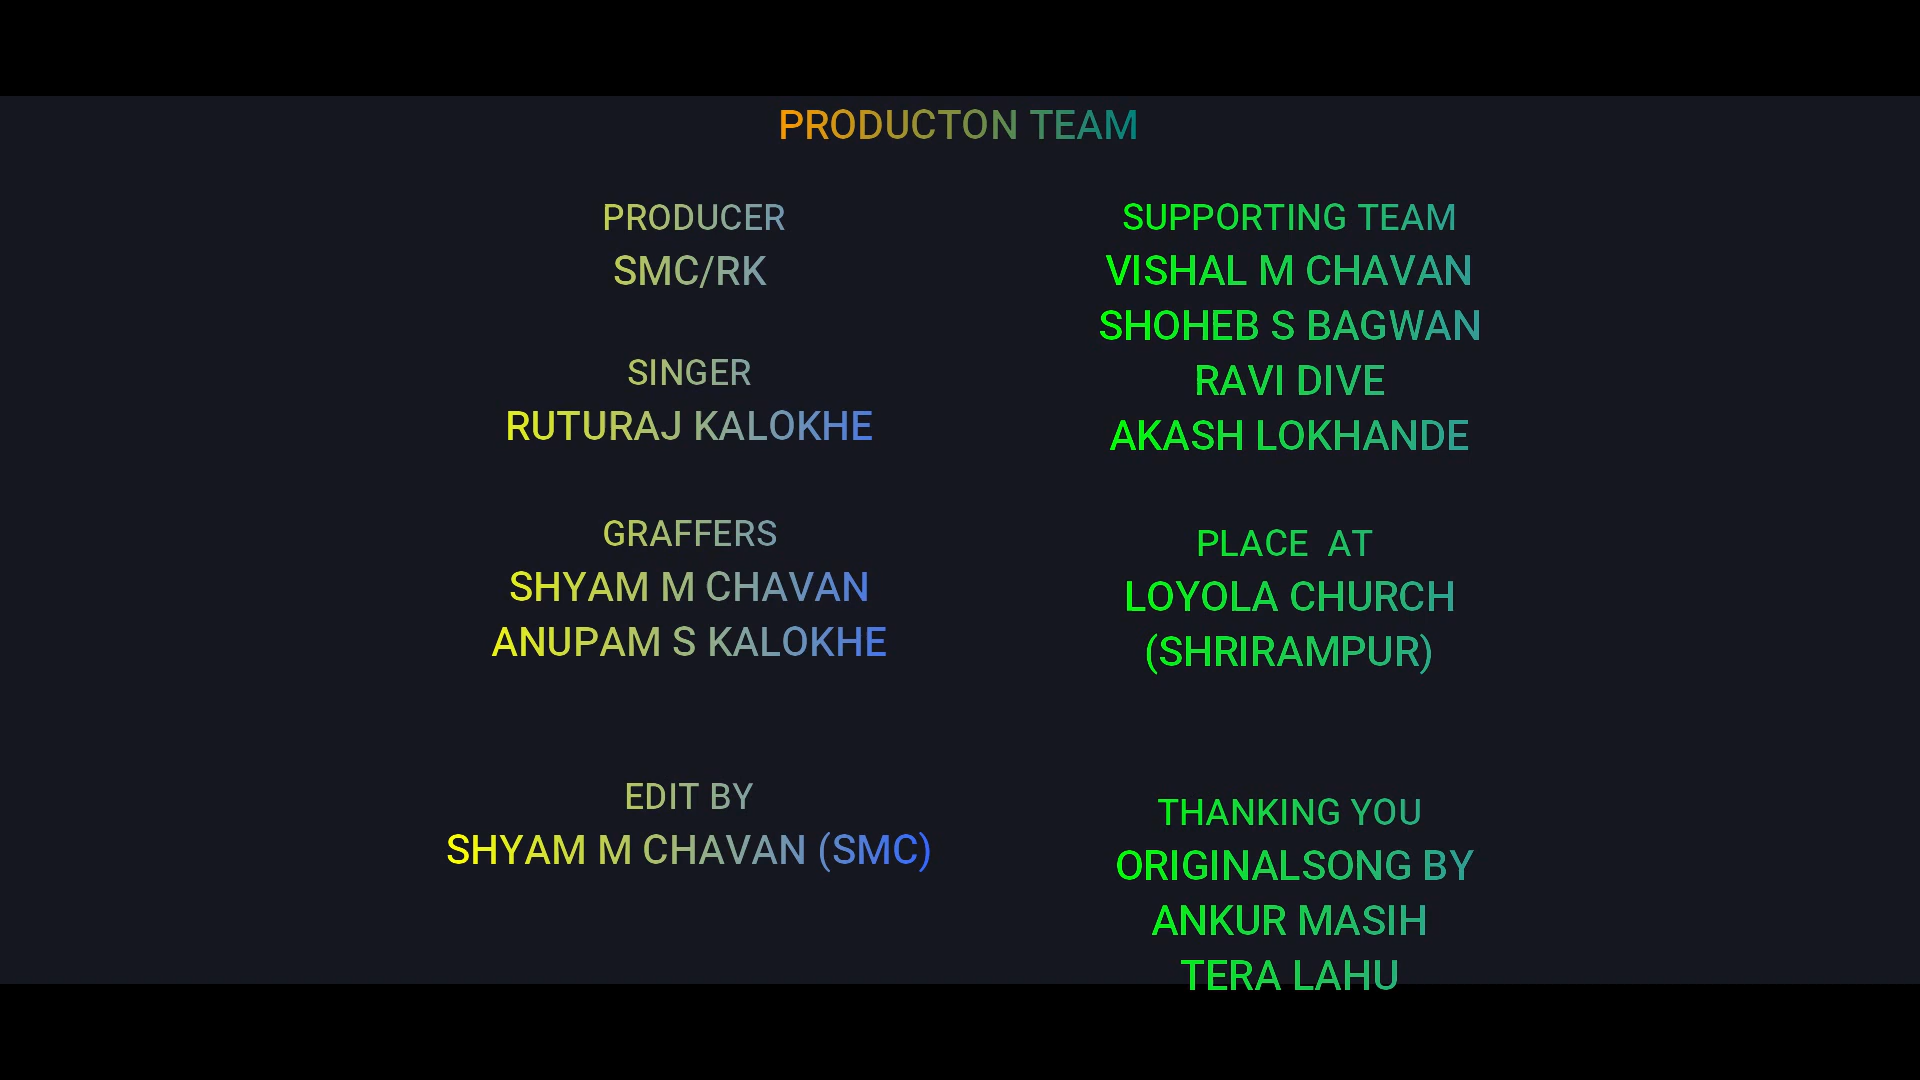 PRODUCTON TEAM
PRODUCER
SMC/RK
SINGER
RUTURAJ KALOKHE
GRAFFERS
SHYAM M CHAVAN
ANUPAM S KALOKHE
EDIT BY
SHYAM M CHAVAN (SMC)
SUPPORTING TEAM
VISHAL M CHAVAN
SHOHEB S BAGWAN
RAVI DIVE
AKASH LOKHANDE
PLACE  AT
LOYOLA CHURCH
(SHRIRAMPUR)
THANKING YOU
ORIGINALSONG BY
ANKUR MASIH
TERA LAHU